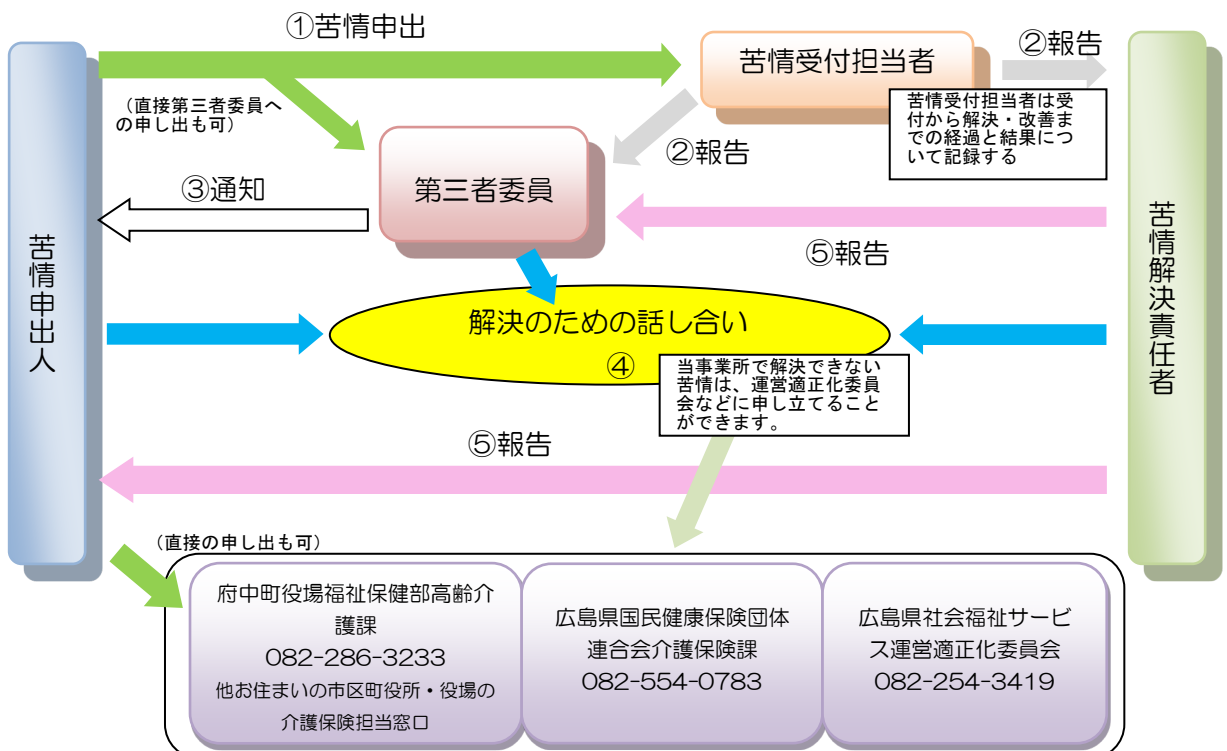 ①苦情申出
苦情受付担当者
②報告
（直接第三者委員へ
の申し出も可）
苦情受付担当者は受
付から解決・改善ま
での経過と結果につ
いて記録する
②報告
第三者委員
③通知
⑤報告
苦情申出人
苦情解決責任者
解決のための話し合い
④
当事業所で解決できない
苦情は、運営適正化委員
会などに申し立てること
ができます。
⑤報告
（直接の申し出も可）
府中町役場福祉保健部高齢介
護課
082-286-3233
他お住まいの市区町役所・役場の
介護保険担当窓口
広島県国民健康保険団体
連合会介護保険課
082-554-0783
広島県社会福祉サービ
ス運営適正化委員会
082-254-3419